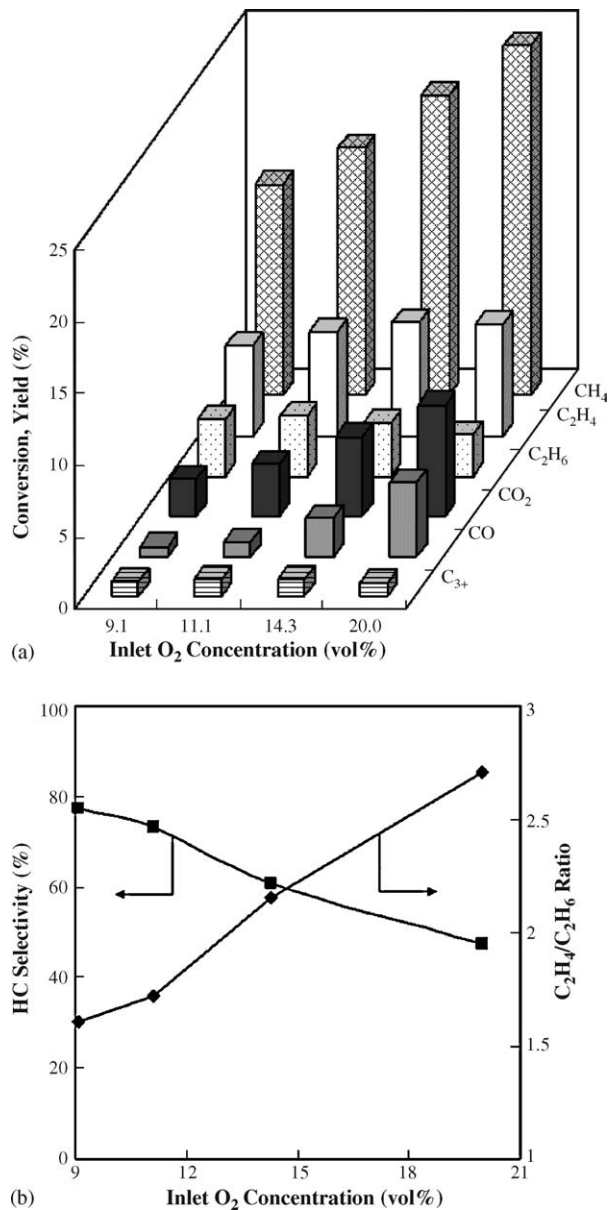 25
20
15
10
5
0
Conversion, Yield (%)
CH₄
C₂H₄
C₂H₆
CO₂
CO
C₃₊
9.1 11.1 14.3 20.0
(a) Inlet O₂ Concentration (vol%)
100
80
60
40
20
0
HC Selectivity (%)
3
2.5
2
1.5
1
C₂H₄/C₂H₆ Ratio
9 12 15 18 21
(b) Inlet O₂ Concentration (vol%)